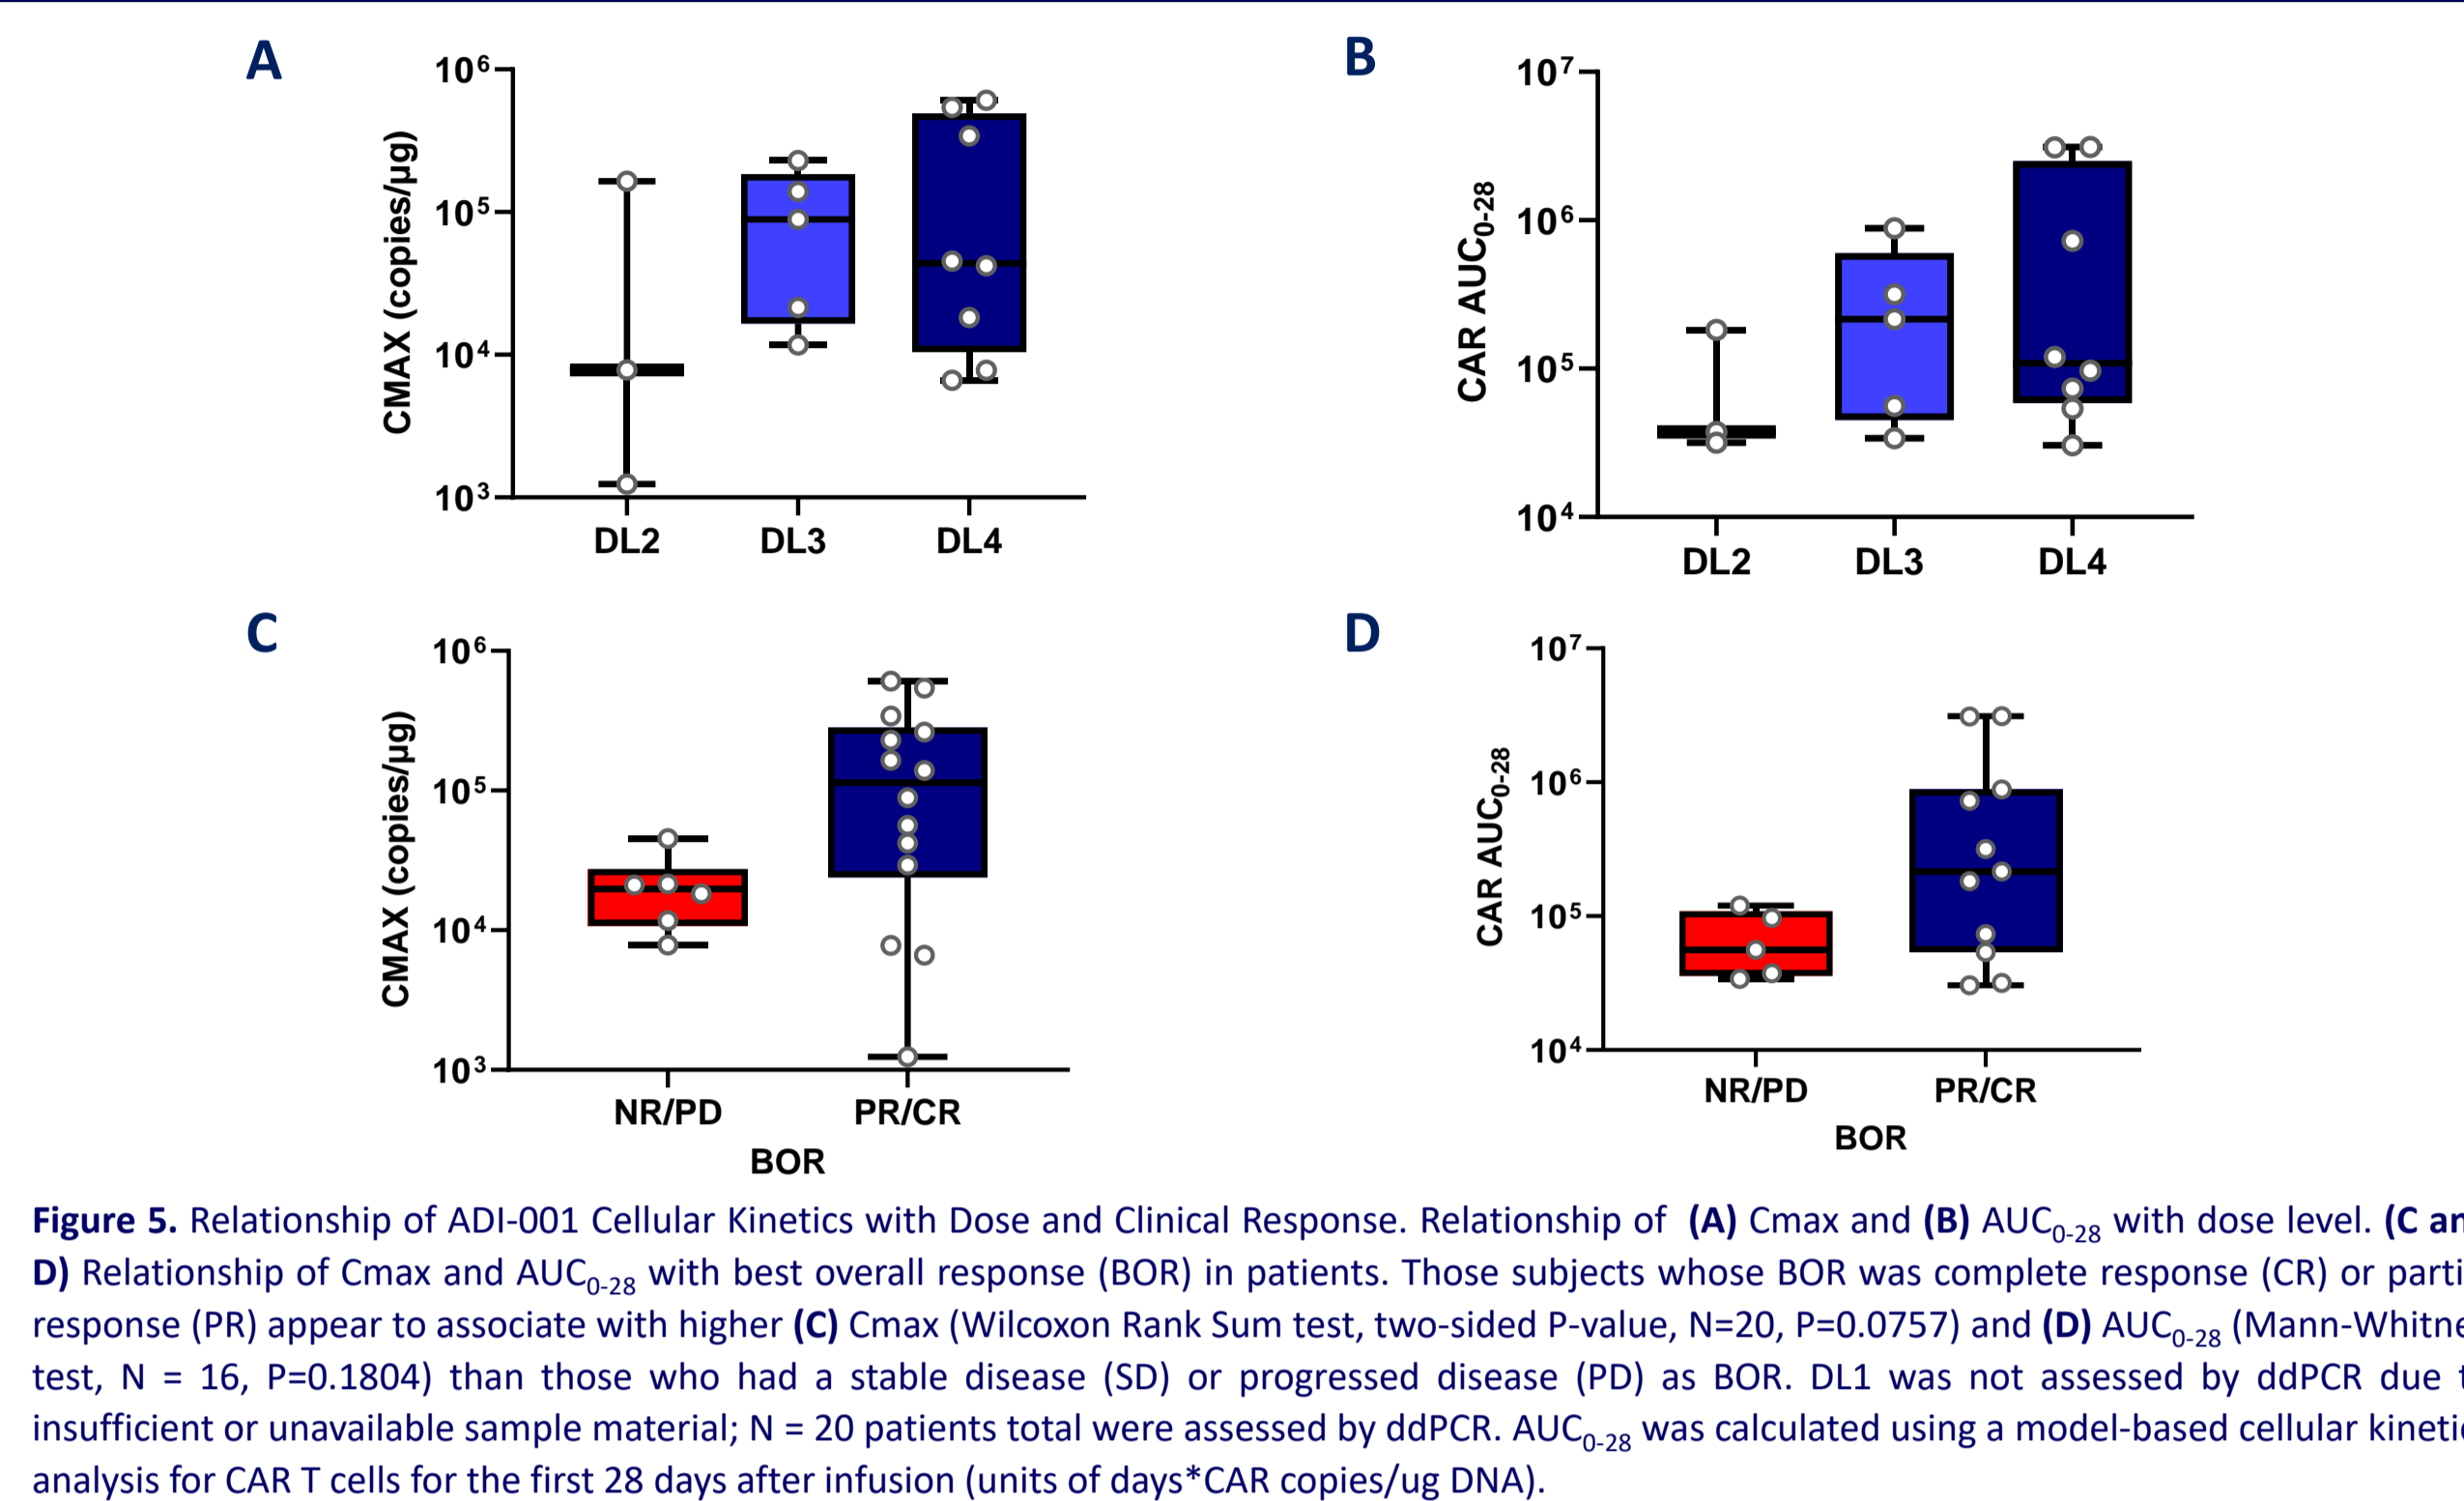 A
10⁶
10⁵
10⁴
10³
CMAX (copies/µg)
DL2 DL3 DL4
B
10⁷
10⁶
10⁵
10⁴
CAR AUC₀₋₂₈
DL2 DL3 DL4
C
10⁶
10⁵
10⁴
10³
CMAX (copies/µg)
NR/PD PR/CR
BOR
D
10⁷
10⁶
10⁵
10⁴
CAR AUC₀₋₂₈
NR/PD PR/CR
BOR
Figure 5. Relationship of ADI-001 Cellular Kinetics with Dose and Clinical Response. Relationship of (A) Cmax and (B) AUC₀₋₂₈ with dose level. (C
D) Relationship of Cmax and AUC₀₋₂₈ with best overall response (BOR) in patients. Those subjects whose BOR was complete response (CR) or
response (PR) appear to associate with higher (C) Cmax (Wilcoxon Rank Sum test, two-sided P-value, N=20, P=0.0757) and (D) AUC₀₋₂₈
test, N = 16, P=0.1804) than those who had a stable disease (SD) or progressed disease (PD) as BOR. DL1 was not assessed by ddPCR due
insufficient or unavailable sample material; N = 20 patients total were assessed by ddPCR. AUC₀₋₂₈ was calculated using a model-based cellular
analysis for CAR T cells for the first 28 days after infusion (units of days*CAR copies/ug DNA).